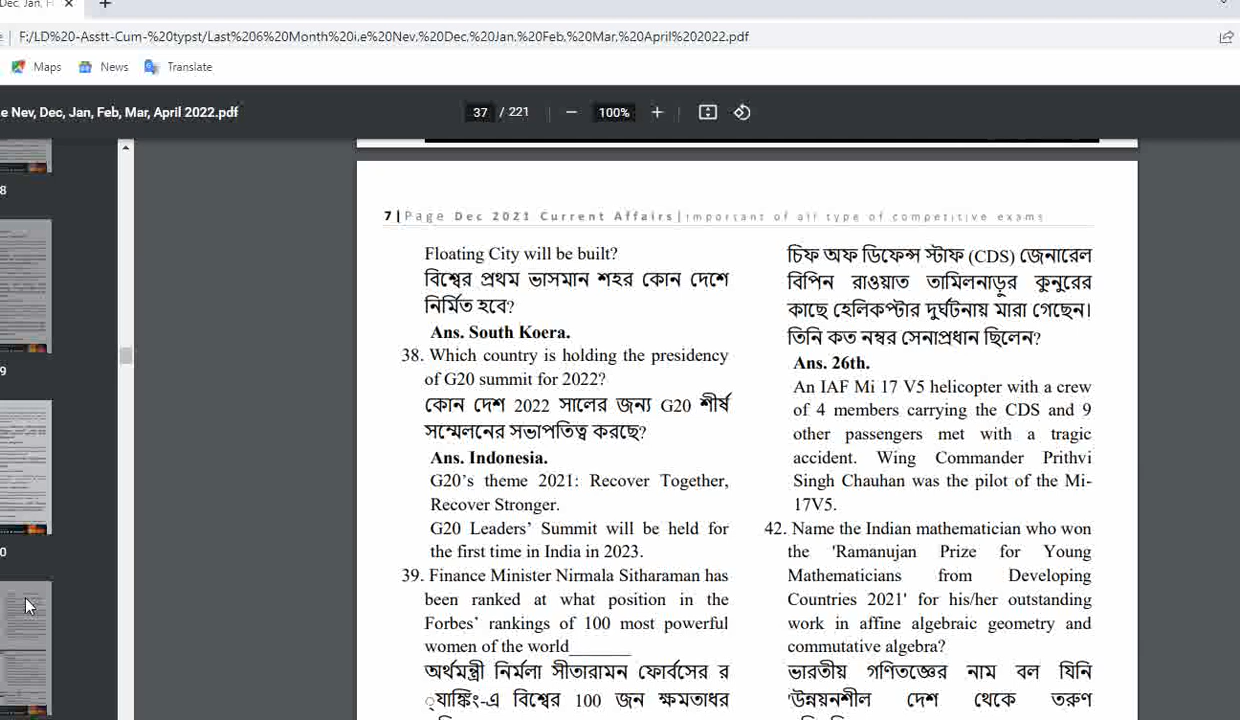 Dec, Jan, F
F:/LD%20-Asstt-Cum-%20typst/Last%206%20Month%20i.e%20Nev,%20Dec,%20Jan,%20Feb,%20Mar,%20April%202022.pdf
Maps News Translate
e Nev, Dec, Jan, Feb, Mar, April 2022.pdf
37 / 221 100%
8
9
0
7|Page Dec 2021 Current Affairs|important of all type of competitive exams
Floating City will be built?
বিশ্বের প্রথম ভাসমান শহর কোন দেশে
নির্মিত হবে?
Ans. South Koera.
38. Which country is holding the presidency
of G20 summit for 2022?
কোন দেশ 2022 সালের জন্য G20 শীর্ষ
সম্মেলনের সভাপতিত্ব করছে?
Ans. Indonesia.
G20's theme 2021: Recover Together,
Recover Stronger.
G20 Leaders' Summit will be held for
the first time in India in 2023.
39. Finance Minister Nirmala Sitharaman has
been ranked at what position in the
Forbes' rankings of 100 most powerful
women of the world_______
অর্থমন্ত্রী নির্মলা সীতারামন ফোর্বসের র
্যাঙ্কিং-এ বিশ্বের 100 জন ক্ষমতাধর
চিফ অফ ডিফেন্স স্টাফ (CDS) জেনারেল
বিপিন রাওয়াত তামিলনাড়ুর কুনুরের
কাছে হেলিকপ্টার দুর্ঘটনায় মারা গেছেন।
তিনি কত নম্বর সেনাপ্রধান ছিলেন?
Ans. 26th.
An IAF Mi 17 V5 helicopter with a crew
of 4 members carrying the CDS and 9
other passengers met with a tragic
accident. Wing Commander Prithvi
Singh Chauhan was the pilot of the Mi-
17V5.
42. Name the Indian mathematician who won
the 'Ramanujan Prize for Young
Mathematicians from Developing
Countries 2021' for his/her outstanding
work in affine algebraic geometry and
commutative algebra?
ভারতীয় গণিতজ্ঞের নাম বল যিনি
'উন্নয়নশীল দেশ থেকে তরুণ